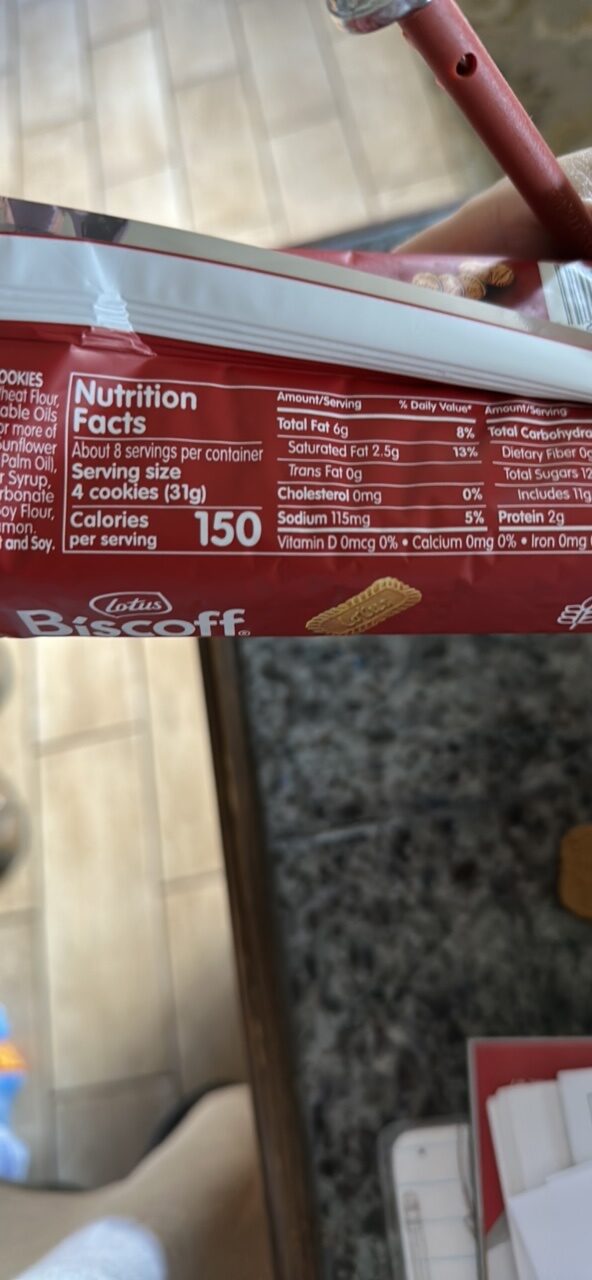 OOKIES
heat Flour,
able Oils
or more of
unflower
Palm Oil),
r Syrup,
rbonate
oy Flour,
mon.
t and Soy.
Nutrition
Facts
About 8 servings per container
Serving size
4 cookies (31g)
Calories
per serving 150
Amount/Serving % Daily Value*
Total Fat 6g 8%
Saturated Fat 2.5g 13%
Trans Fat 0g
Cholesterol 0mg 0%
Sodium 115mg 5%
Amount/Serving
Total Carbohydra
Dietary Fiber 0g
Total Sugars 12
Includes 11g
Protein 2g
Vitamin D 0mcg 0% • Calcium 0mg 0% • Iron 0mg
Lotus
Biscoff®